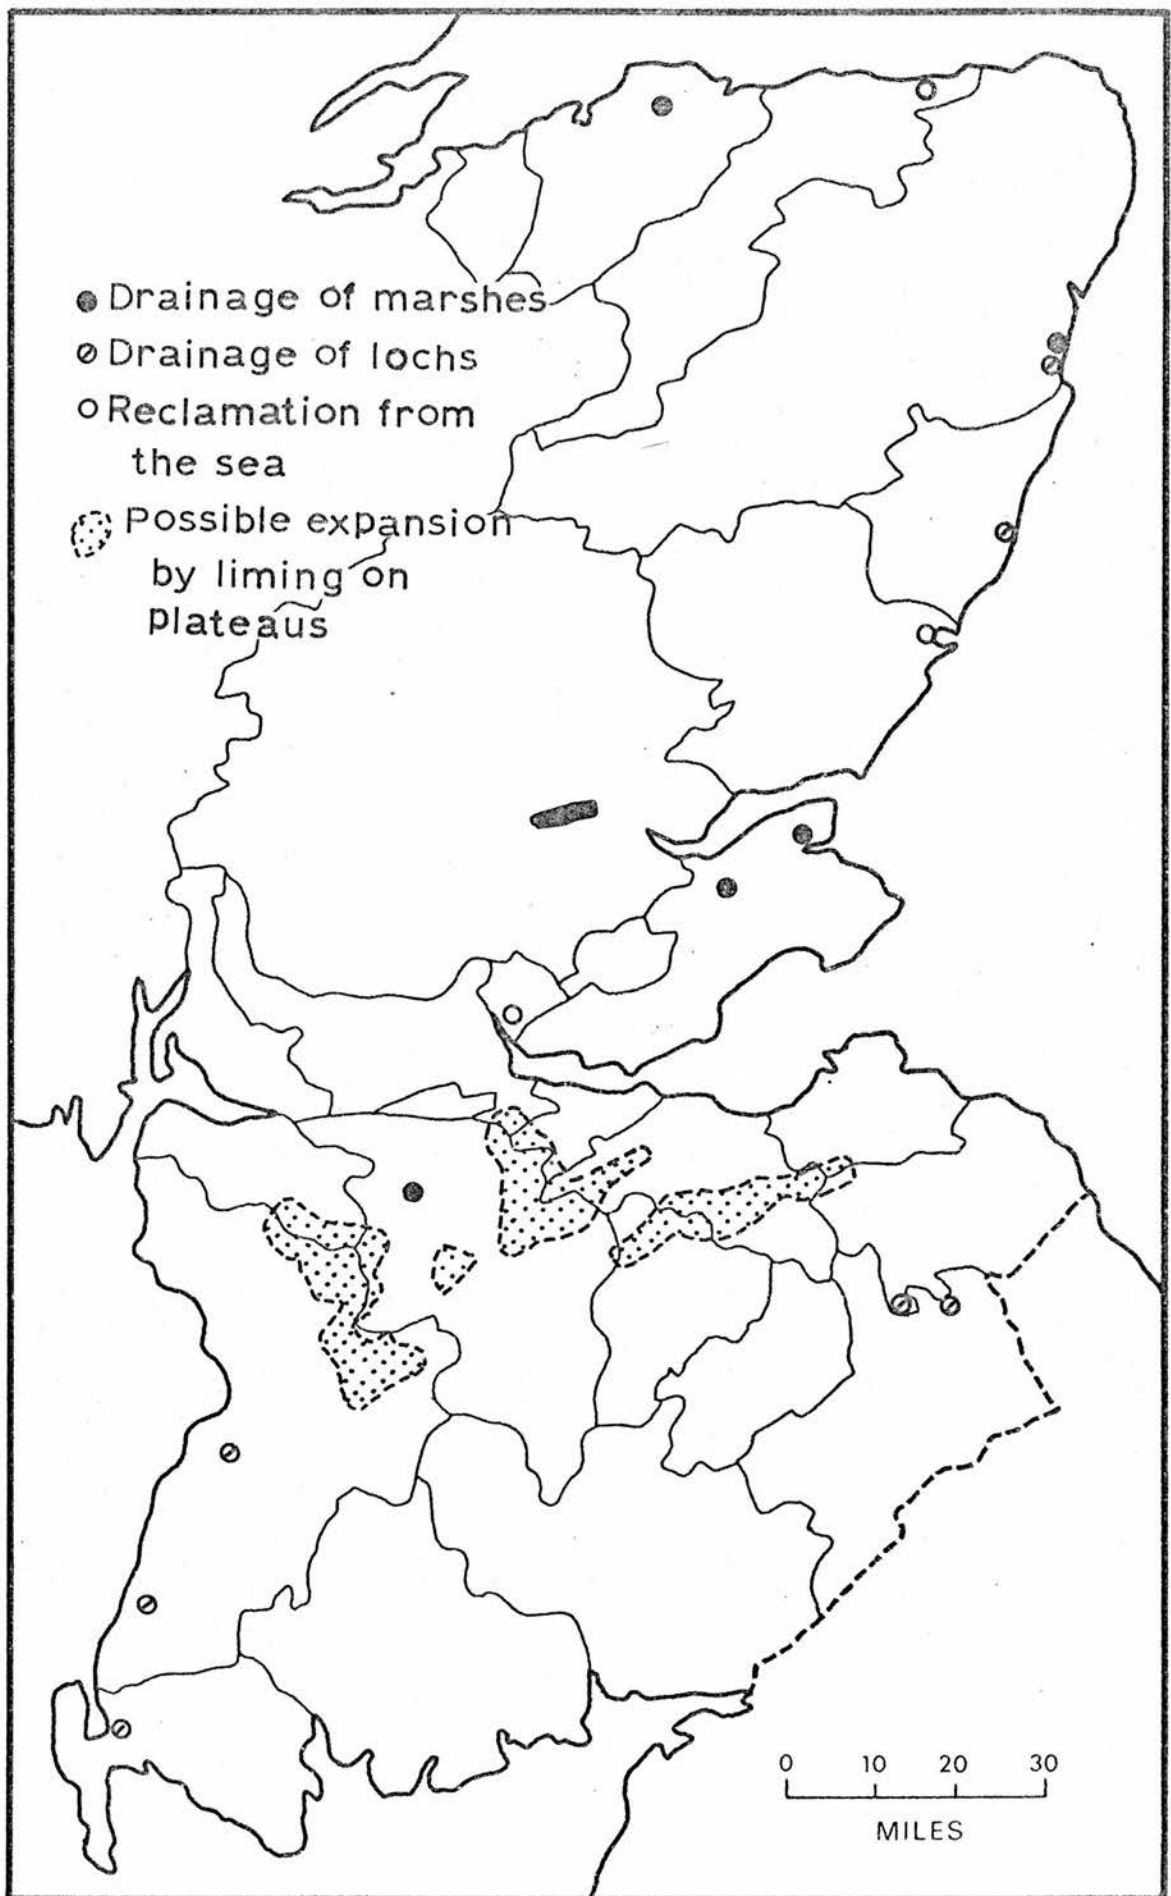 Drainage of marshes
Drainage of lochs
Reclamation from
the sea
Possible expansion
by liming on
Plateaus
0 10 20 30
MILES